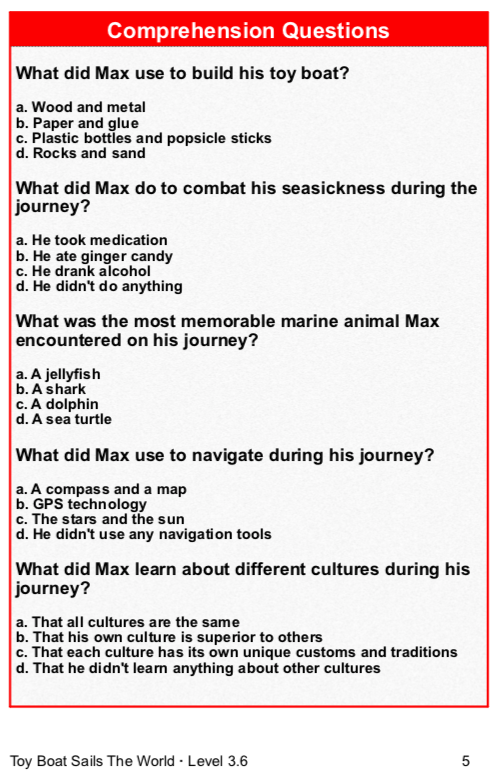 Comprehension Questions
What did Max use to build his toy boat?
a. Wood and metal
b. Paper and glue
c. Plastic bottles and popsicle sticks
d. Rocks and sand
What did Max do to combat his seasickness during the
journey?
a. He took medication
b. He ate ginger candy
c. He drank alcohol
d. He didn't do anything
What was the most memorable marine animal Max
encountered on his journey?
a. A jellyfish
b. A shark
c. A dolphin
d. A sea turtle
What did Max use to navigate during his journey?
a. A compass and a map
b. GPS technology
c. The stars and the sun
d. He didn't use any navigation tools
What did Max learn about different cultures during his
journey?
a. That all cultures are the same
b. That his own culture is superior to others
c. That each culture has its own unique customs and traditions
d. That he didn't learn anything about other cultures
Toy Boat Sails The World · Level 3.6 5